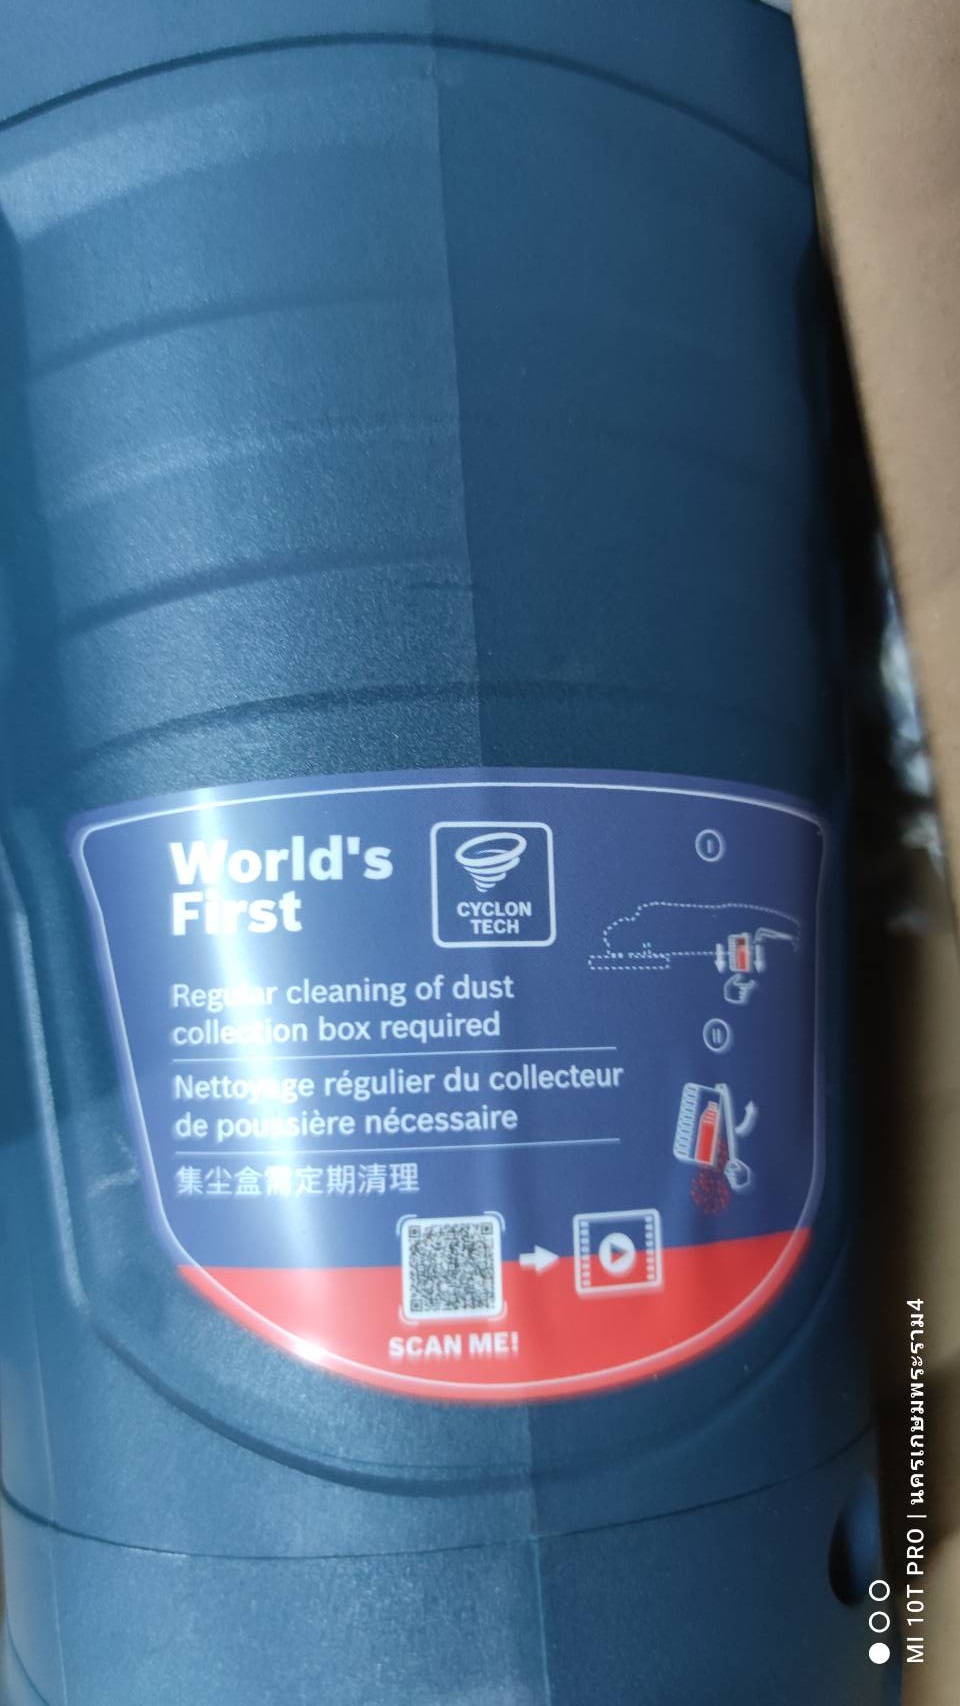 World's
First
CYCLON
TECH
I
Regular cleaning of dust
collection box required
II
Nettoyage régulier du collecteur
de poussière nécessaire
集尘盒需定期清理
SCAN ME!
MI 10T PRO | นครเกษมพระราม4